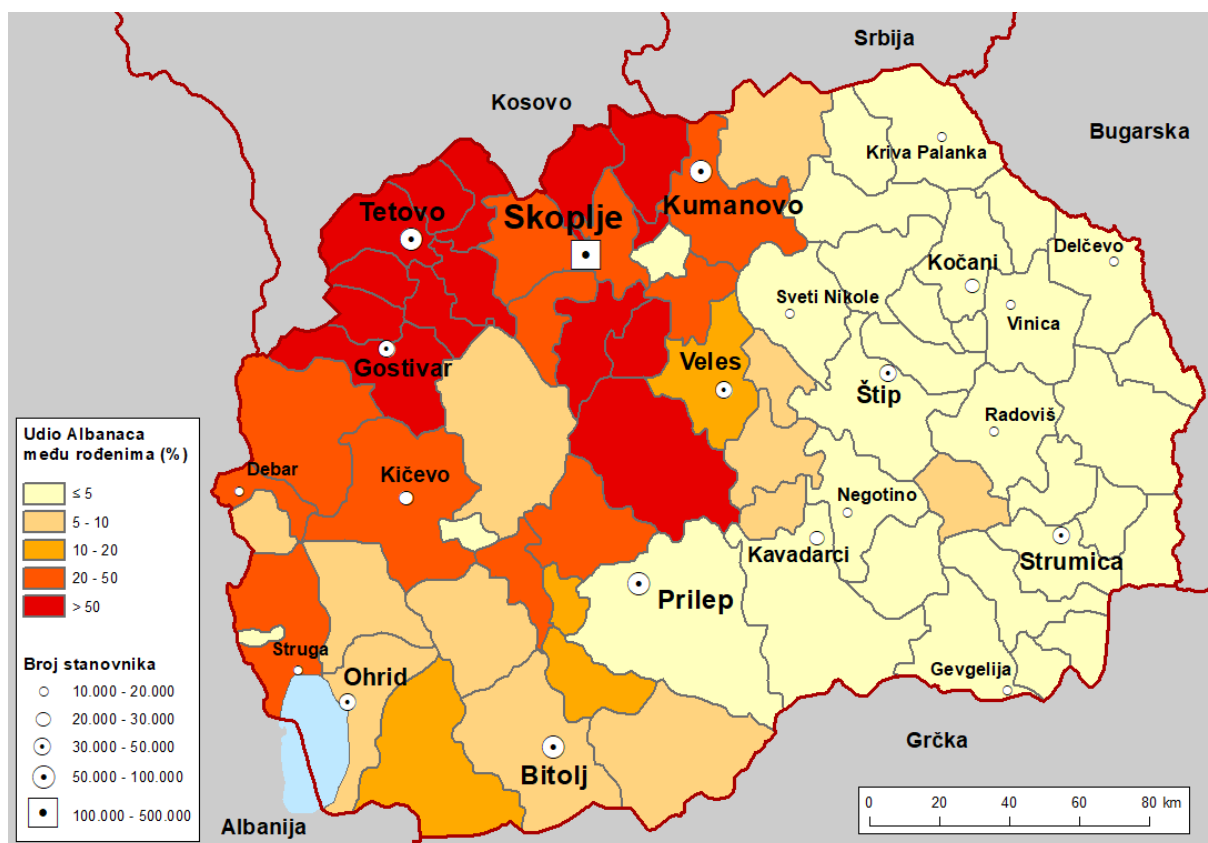 Srbija
Kosovo
Bugarska
Kriva Palanka
Tetovo
Skoplje
Kumanovo
Delčevo
Kočani
Sveti Nikole
Vinica
Gostivar
Veles
Štip
Radoviš
Debar
Kičevo
Negotino
Kavadarci
Strumica
Prilep
Struga
Ohrid
Gevgelija
Bitolj
Grčka
Albanija
Udio Albanaca
među rođenima (%)
≤ 5
5 - 10
10 - 20
20 - 50
> 50
Broj stanovnika
10.000 - 20.000
20.000 - 30.000
30.000 - 50.000
50.000 - 100.000
100.000 - 500.000
0 20 40 60 80 km